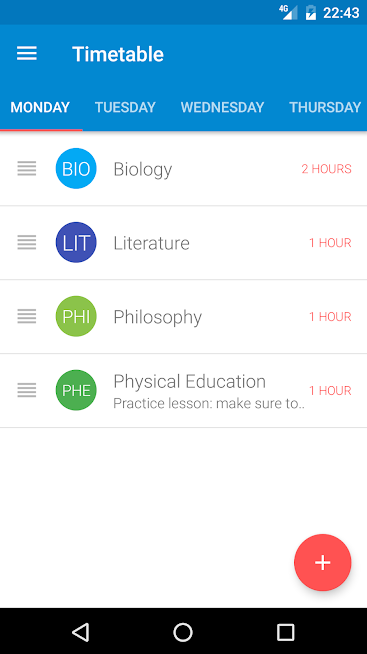 4G 22:43
Timetable
MONDAY TUESDAY WEDNESDAY THURSDAY
BIO Biology 2 HOURS
LIT Literature 1 HOUR
PHI Philosophy 1 HOUR
PHE Physical Education 1 HOUR
Practice lesson: make sure to..
+